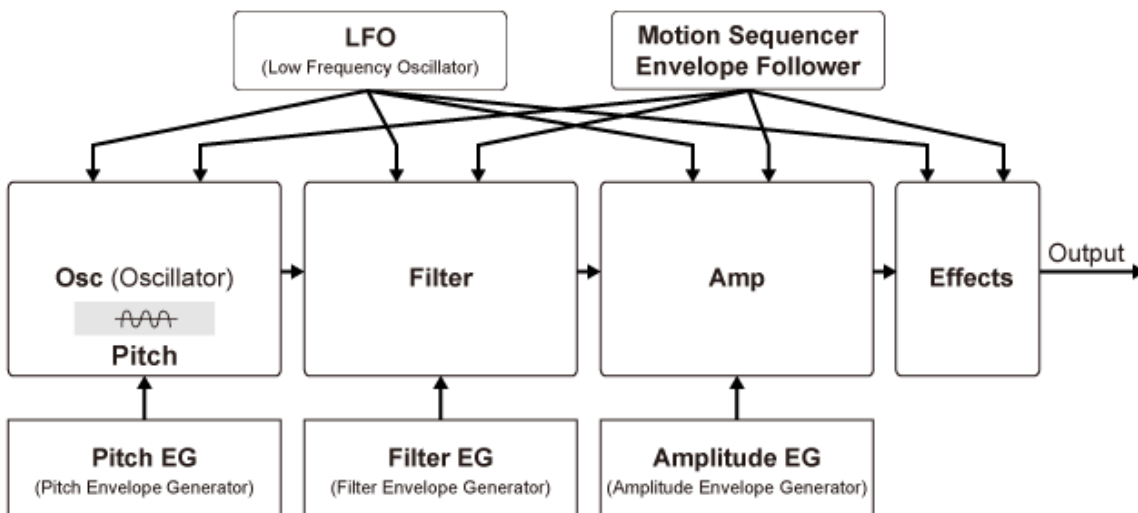 LFO
(Low Frequency Oscillator)
Motion Sequencer
Envelope Follower
Osc (Oscillator)
Pitch
Filter
Amp
Effects
Output
Pitch EG
(Pitch Envelope Generator)
Filter EG
(Filter Envelope Generator)
Amplitude EG
(Amplitude Envelope Generator)